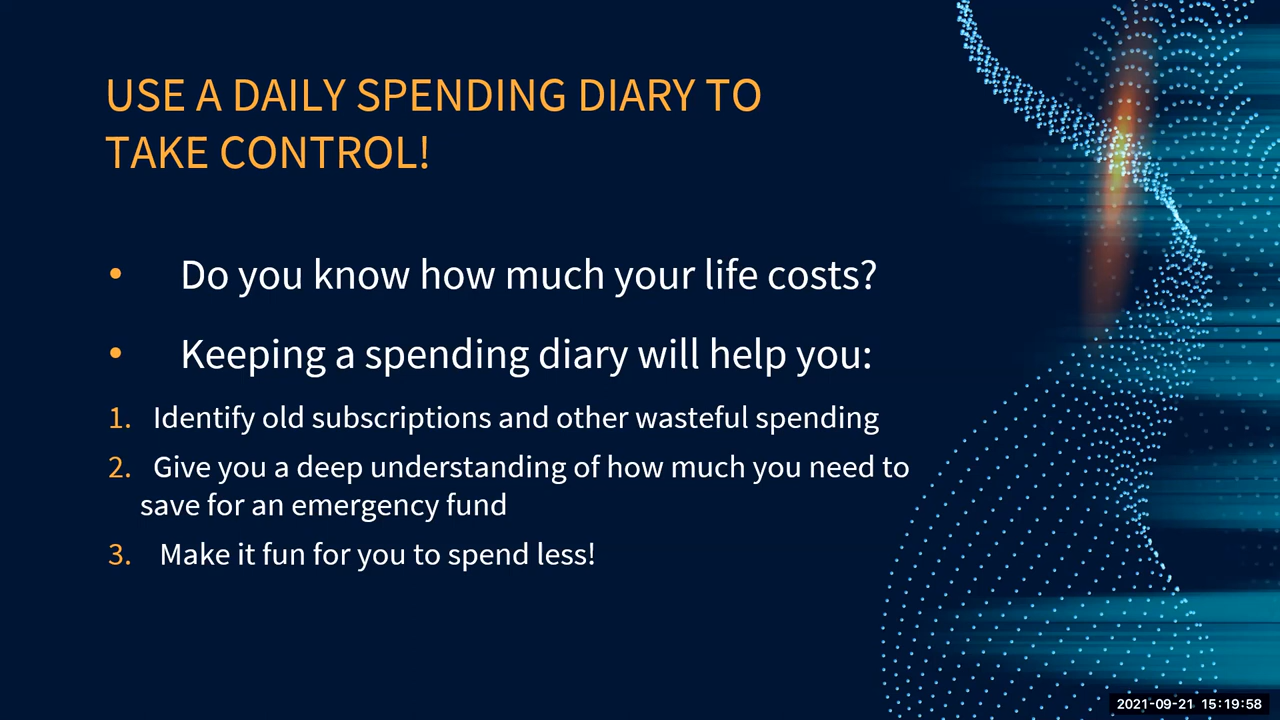 USE A DAILY SPENDING DIARY TO
TAKE CONTROL!
• Do you know how much your life costs?
• Keeping a spending diary will help you:
1. Identify old subscriptions and other wasteful spending
2. Give you a deep understanding of how much you need to
save for an emergency fund
3. Make it fun for you to spend less!
2021-09-21 15:19:58